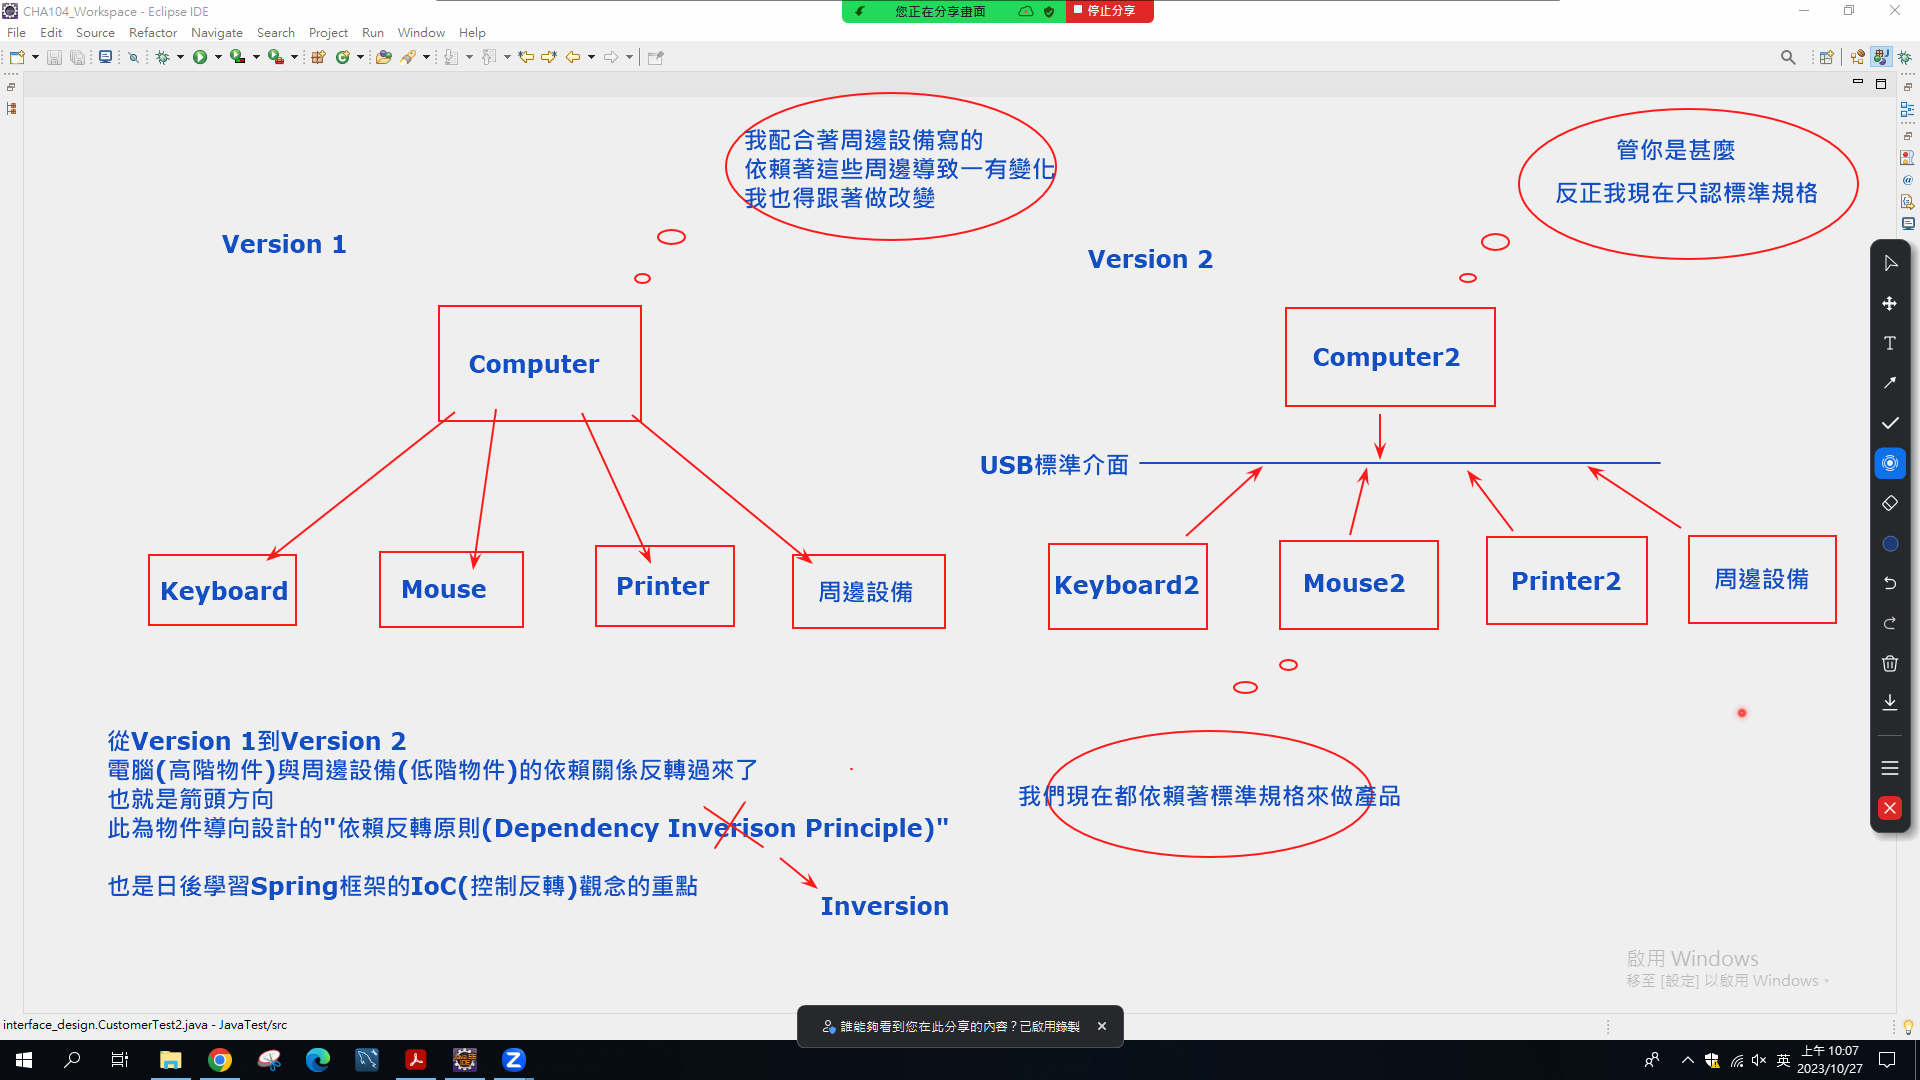 CHA104_Workspace - Eclipse IDE
您正在分享畫面
停止分享
File Edit Source Refactor Navigate Search Project Run Window Help
我配合著周邊設備寫的
依賴著這些周邊導致一有變化
我也得跟著做改變
管你是甚麼
反正我現在只認標準規格
Version 1
Version 2
Computer
Computer2
USB標準介面
Keyboard
Mouse
Printer
周邊設備
Keyboard2
Mouse2
Printer2
周邊設備
從Version 1到Version 2
電腦(高階物件)與周邊設備(低階物件)的依賴關係反轉過來了
也就是箭頭方向
此為物件導向設計的"依賴反轉原則(Dependency Inverison Principle)"
也是日後學習Spring框架的IoC(控制反轉)觀念的重點
Inversion
我們現在都依賴著標準規格來做產品
啟用 Windows
移至 [設定] 以啟用 Windows。
誰能夠看到您在此分享的內容？已啟用錄製
interface_design.CustomerTest2.java - JavaTest/src
英
上午 10:07
2023/10/27